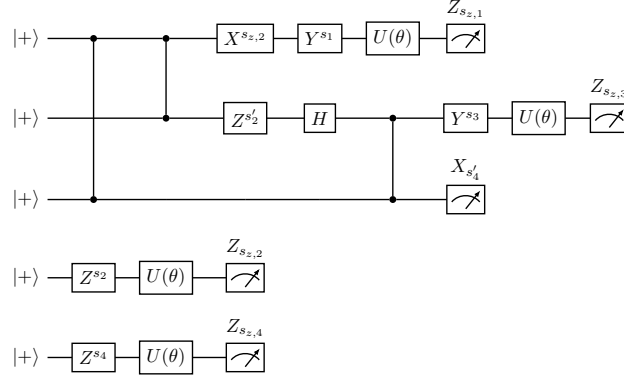 Z_{s_{z,1}}
|+⟩ X^{s_{z,2}} Y^{s_1} U(θ)
Z_{s_{z,3}}
|+⟩ Z^{s'_2} H Y^{s_3} U(θ)
X_{s'_4}
|+⟩
Z_{s_{z,2}}
|+⟩ Z^{s_2} U(θ)
Z_{s_{z,4}}
|+⟩ Z^{s_4} U(θ)